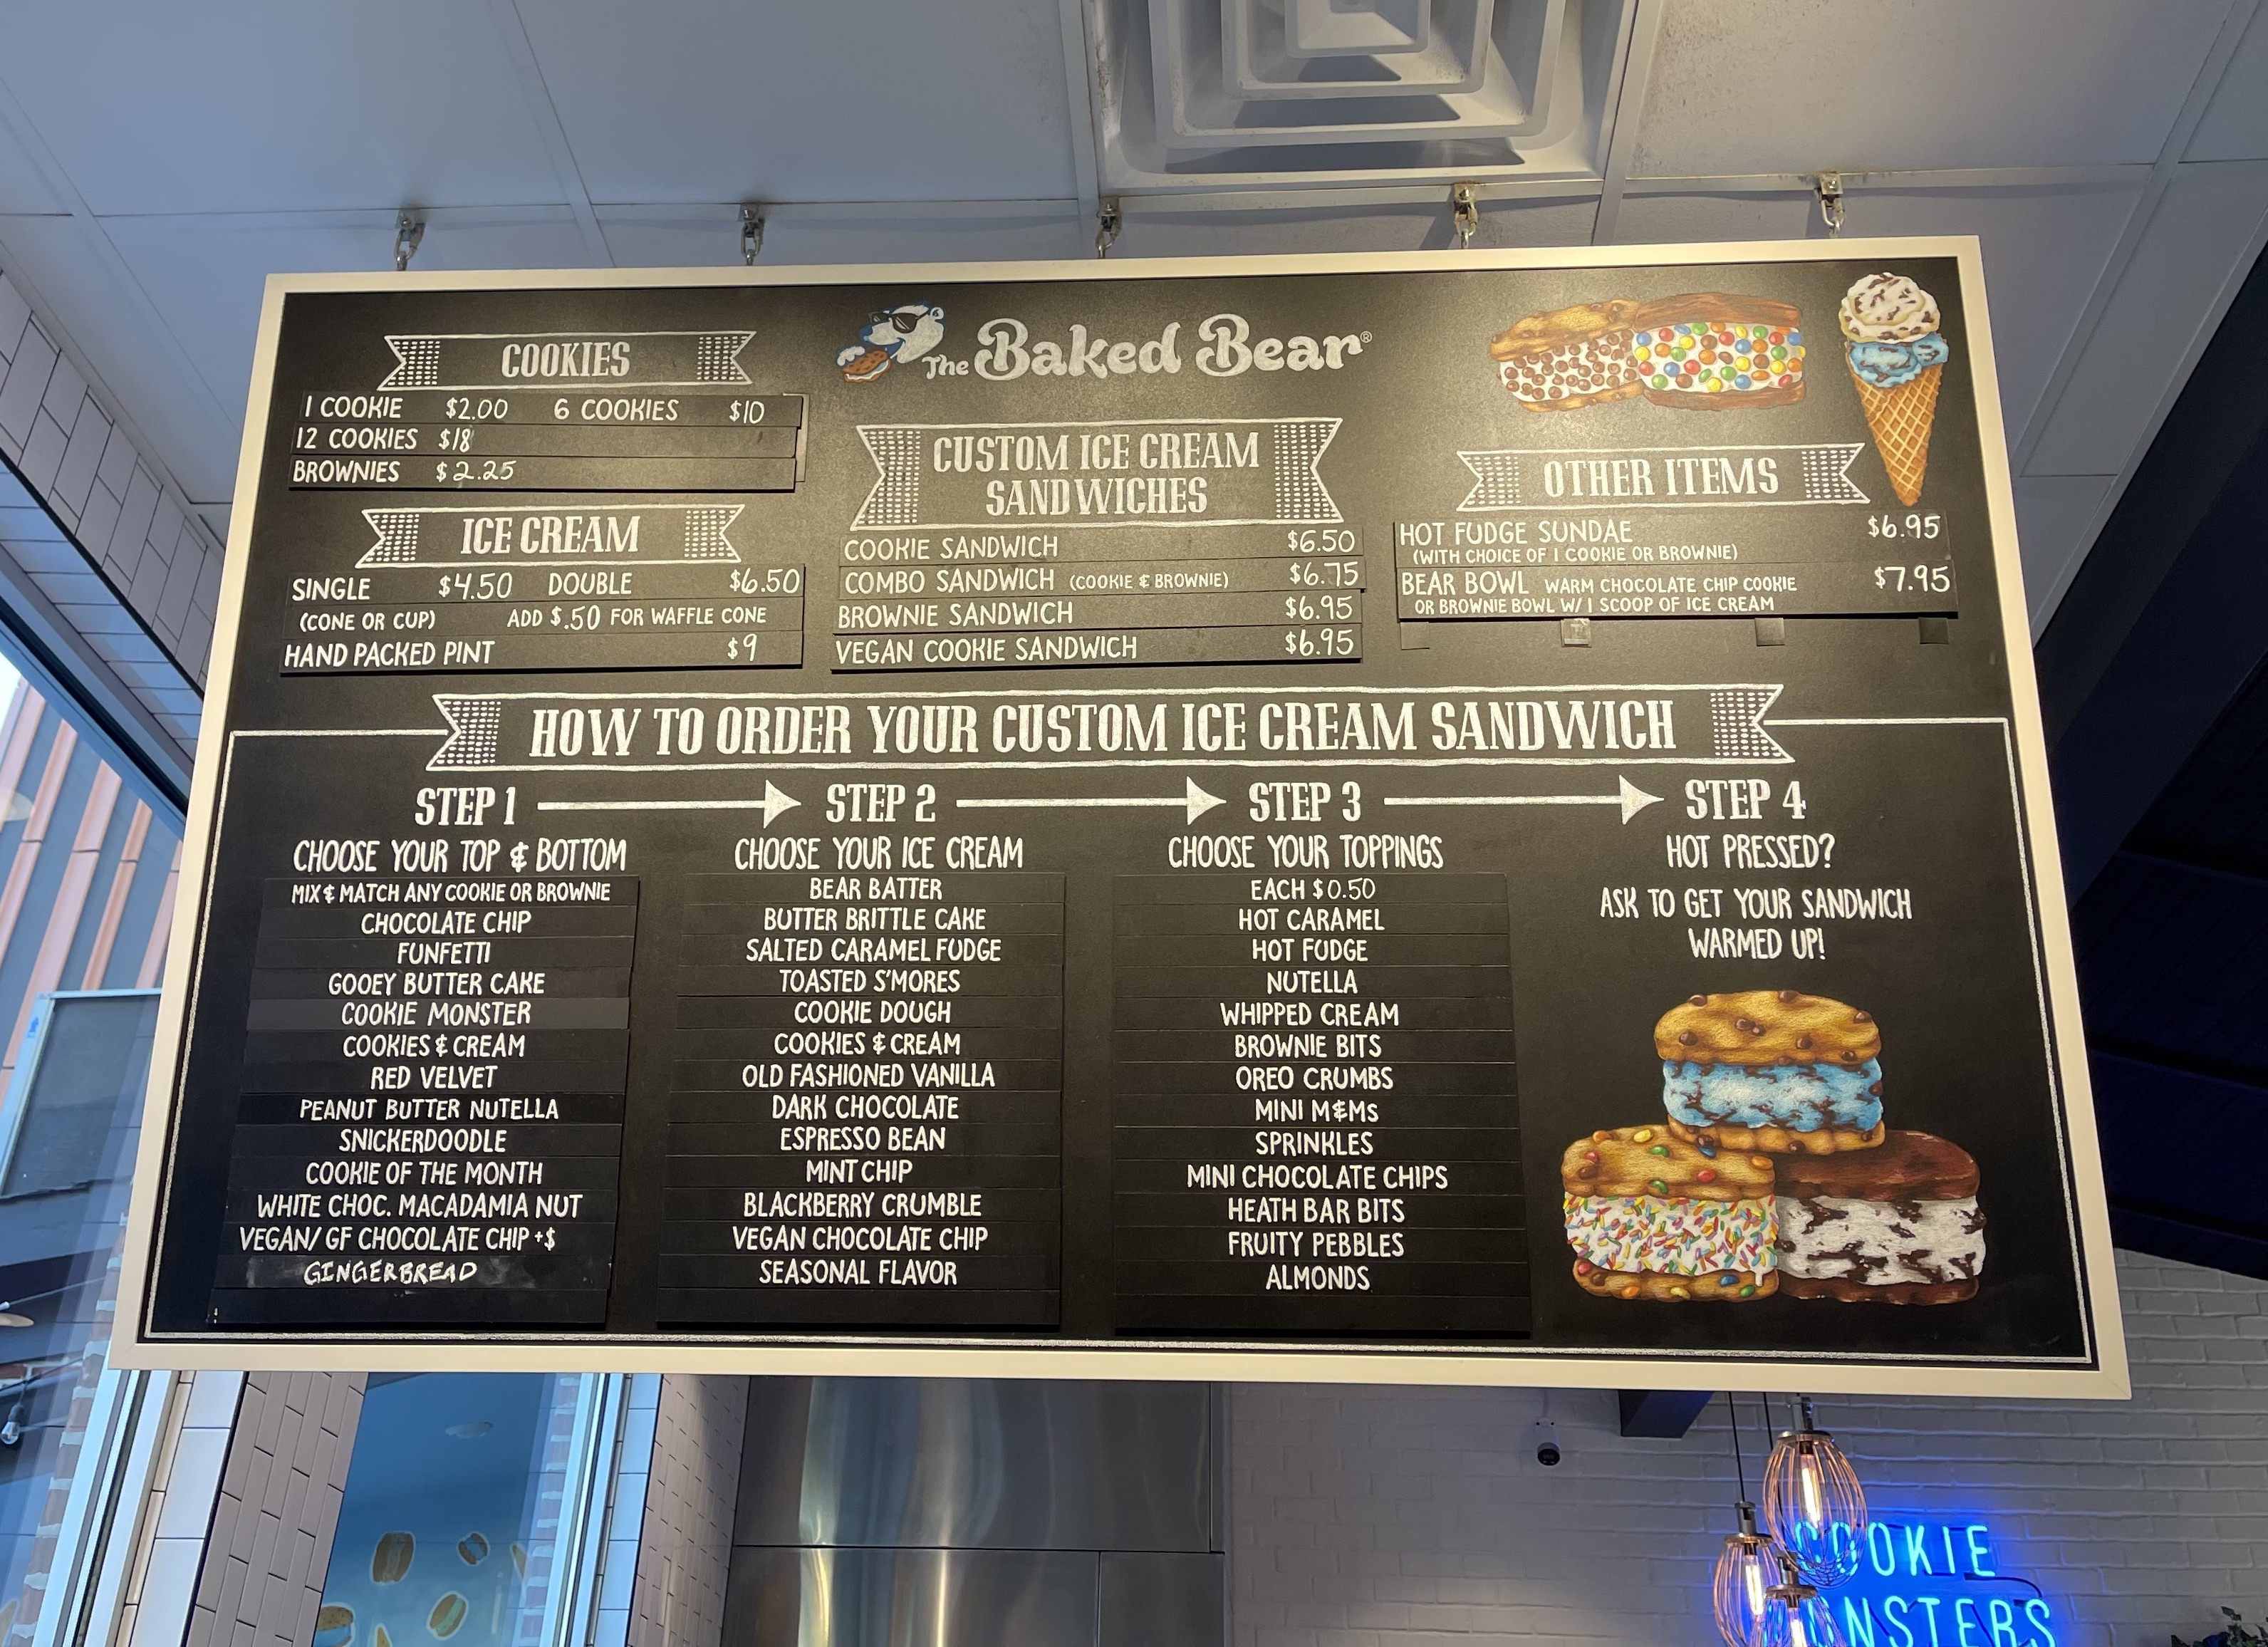 The Baked Bear®
COOKIES
1 COOKIE $2.00 6 COOKIES $10
12 COOKIES $18
BROWNIES $2.25
ICE CREAM
SINGLE $4.50 DOUBLE $6.50
(CONE OR CUP) ADD $.50 FOR WAFFLE CONE
HAND PACKED PINT $9
CUSTOM ICE CREAM
SANDWICHES
COOKIE SANDWICH $6.50
COMBO SANDWICH (COOKIE & BROWNIE) $6.75
BROWNIE SANDWICH $6.95
VEGAN COOKIE SANDWICH $6.95
OTHER ITEMS
HOT FUDGE SUNDAE $6.95
(WITH CHOICE OF 1 COOKIE OR BROWNIE)
BEAR BOWL WARM CHOCOLATE CHIP COOKIE $7.95
OR BROWNIE BOWL W/ 1 SCOOP OF ICE CREAM
HOW TO ORDER YOUR CUSTOM ICE CREAM SANDWICH
STEP 1
CHOOSE YOUR TOP & BOTTOM
MIX & MATCH ANY COOKIE OR BROWNIE
CHOCOLATE CHIP
FUNFETTI
GOOEY BUTTER CAKE
COOKIE MONSTER
COOKIES & CREAM
RED VELVET
PEANUT BUTTER NUTELLA
SNICKERDOODLE
COOKIE OF THE MONTH
WHITE CHOC. MACADAMIA NUT
VEGAN/ GF CHOCOLATE CHIP +$
GINGERBREAD
STEP 2
CHOOSE YOUR ICE CREAM
BEAR BATTER
BUTTER BRITTLE CAKE
SALTED CARAMEL FUDGE
TOASTED S'MORES
COOKIE DOUGH
COOKIES & CREAM
OLD FASHIONED VANILLA
DARK CHOCOLATE
ESPRESSO BEAN
MINT CHIP
BLACKBERRY CRUMBLE
VEGAN CHOCOLATE CHIP
SEASONAL FLAVOR
STEP 3
CHOOSE YOUR TOPPINGS
EACH $0.50
HOT CARAMEL
HOT FUDGE
NUTELLA
WHIPPED CREAM
BROWNIE BITS
OREO CRUMBS
MINI M&Ms
SPRINKLES
MINI CHOCOLATE CHIPS
HEATH BAR BITS
FRUITY PEBBLES
ALMONDS
STEP 4
HOT PRESSED?
ASK TO GET YOUR SANDWICH
WARMED UP!
COOKIE
MONSTERS